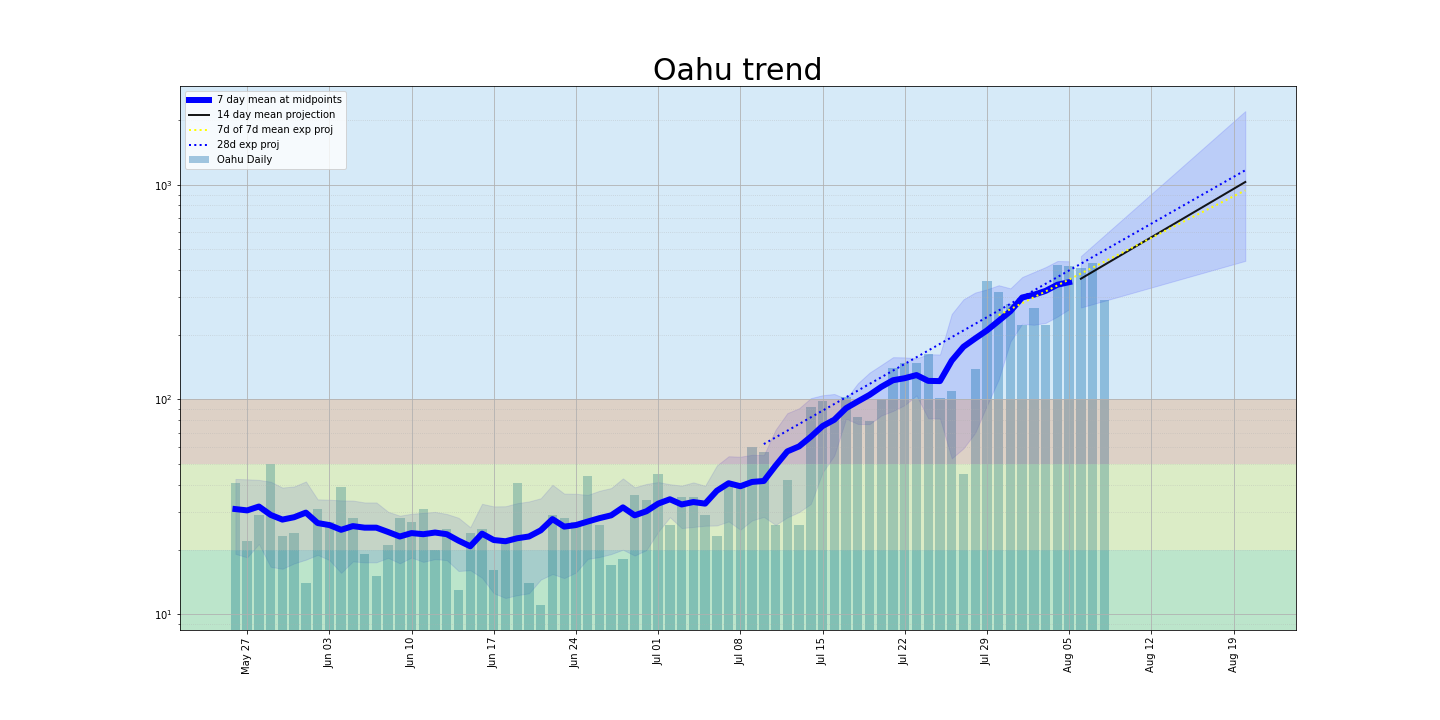 Oahu trend
7 day mean at midpoints
14 day mean projection
7d of 7d mean exp proj
28d exp proj
Oahu Daily
10³
10²
10¹
May 27
Jun 03
Jun 10
Jun 17
Jun 24
Jul 01
Jul 08
Jul 15
Jul 22
Jul 29
Aug 05
Aug 12
Aug 19